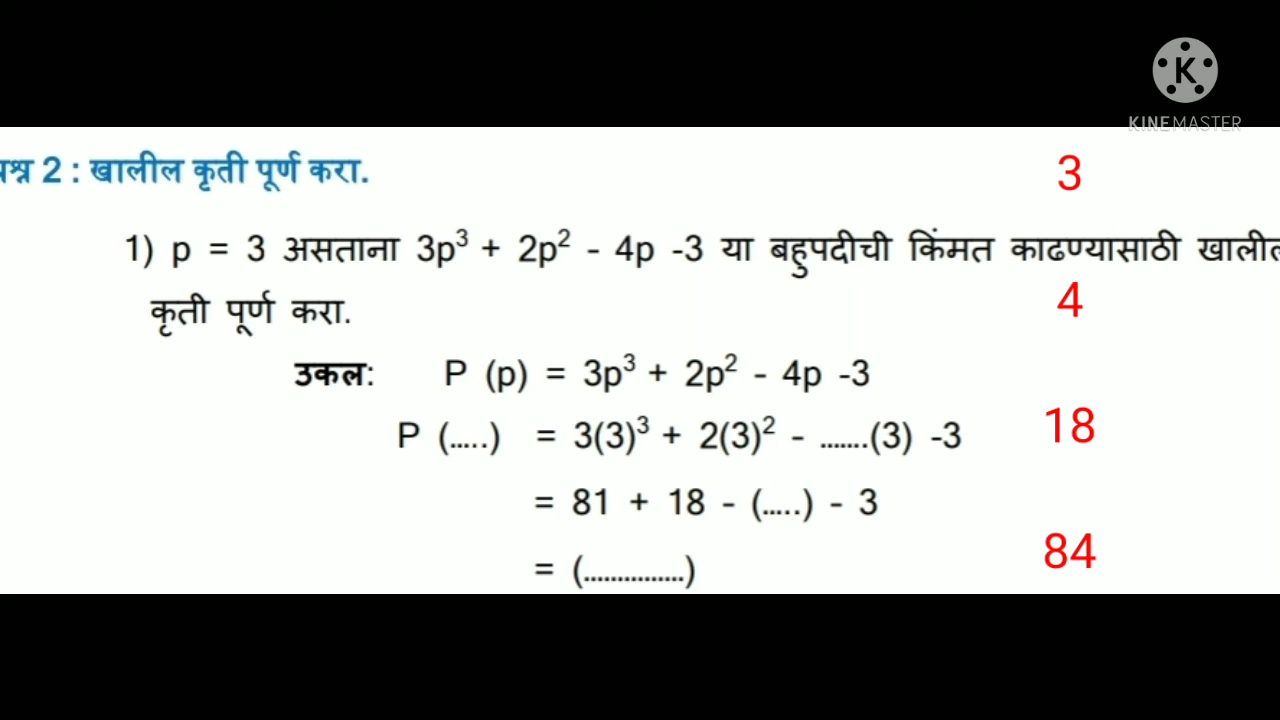 K
KINEMASTER
प्रश्न 2 : खालील कृती पूर्ण करा.
3
1) p = 3 असताना 3p³ + 2p² - 4p -3 या बहुपदीची किंमत काढण्यासाठी खालील
4
कृती पूर्ण करा.
उकल: P (p) = 3p³ + 2p² - 4p -3
P (.....) = 3(3)³ + 2(3)² - .......(3) -3
18
= 81 + 18 - (.....) - 3
84
= (...............)